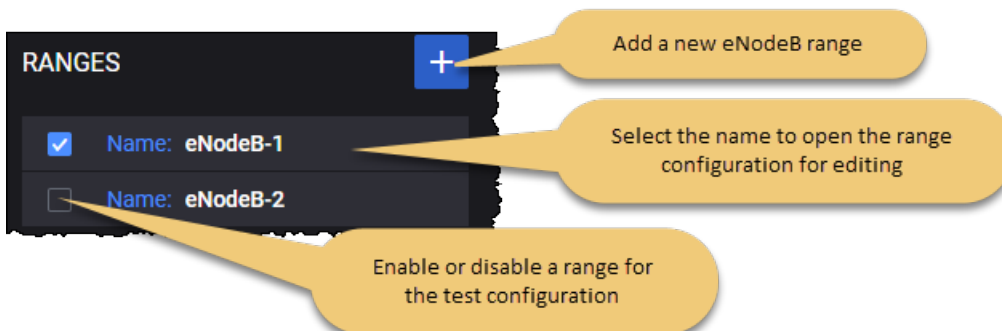 RANGES
+
Add a new eNodeB range
Name: eNodeB-1
Select the name to open the range
configuration for editing
Name: eNodeB-2
Enable or disable a range for
the test configuration